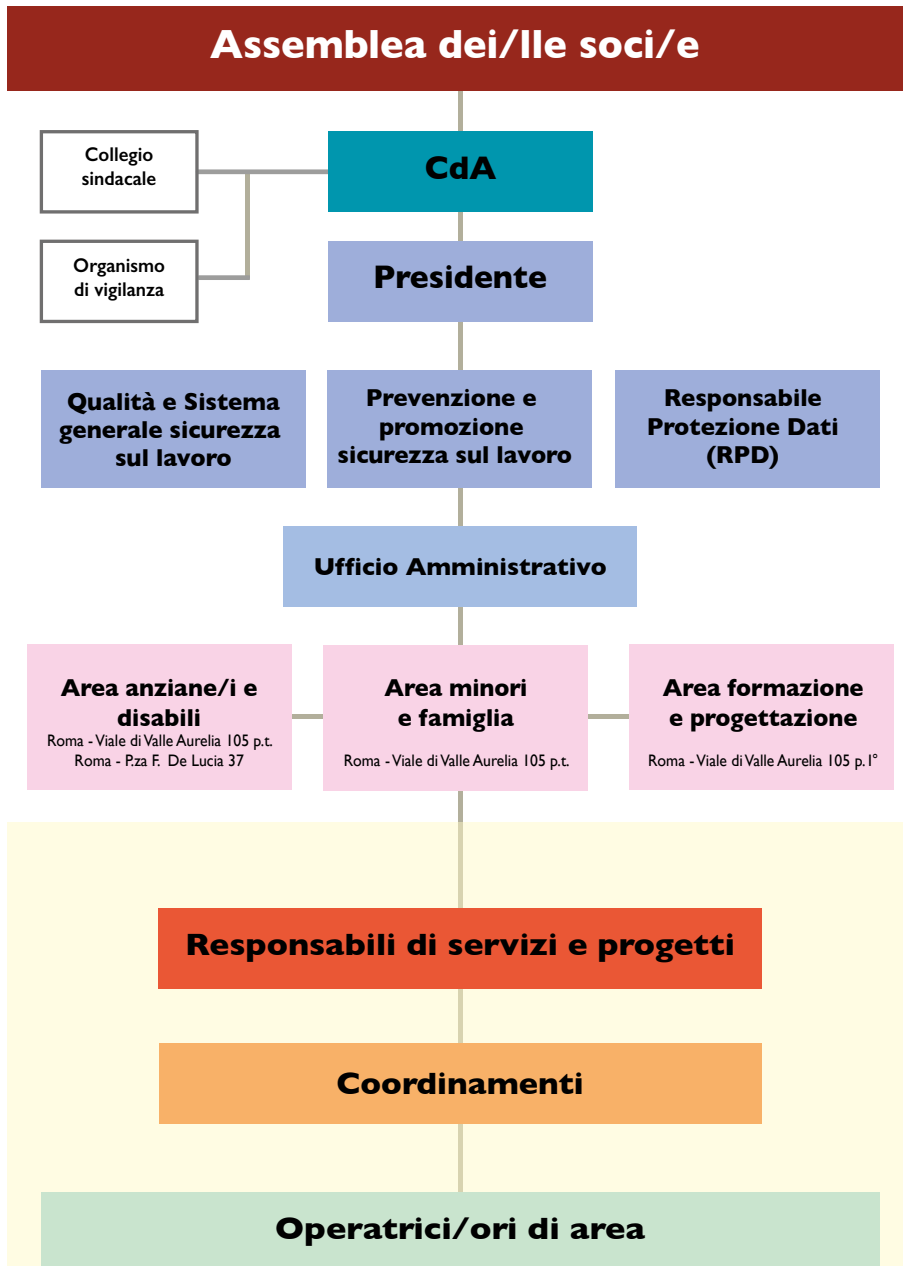 Assemblea dei/lle soci/e
Collegio
sindacale
CdA
Organismo
di vigilanza
Presidente
Qualità e Sistema
generale sicurezza
sul lavoro
Prevenzione e
promozione
sicurezza sul lavoro
Responsabile
Protezione Dati
(RPD)
Ufficio Amministrativo
Area anziane/i e
disabili
Roma - Viale di Valle Aurelia 105 p.t.
Roma - P.za F. De Lucia 37
Area minori
e famiglia
Roma - Viale di Valle Aurelia 105 p.t.
Area formazione
e progettazione
Roma - Viale di Valle Aurelia 105 p.1°
Responsabili di servizi e progetti
Coordinamenti
Operatrici/ori di area